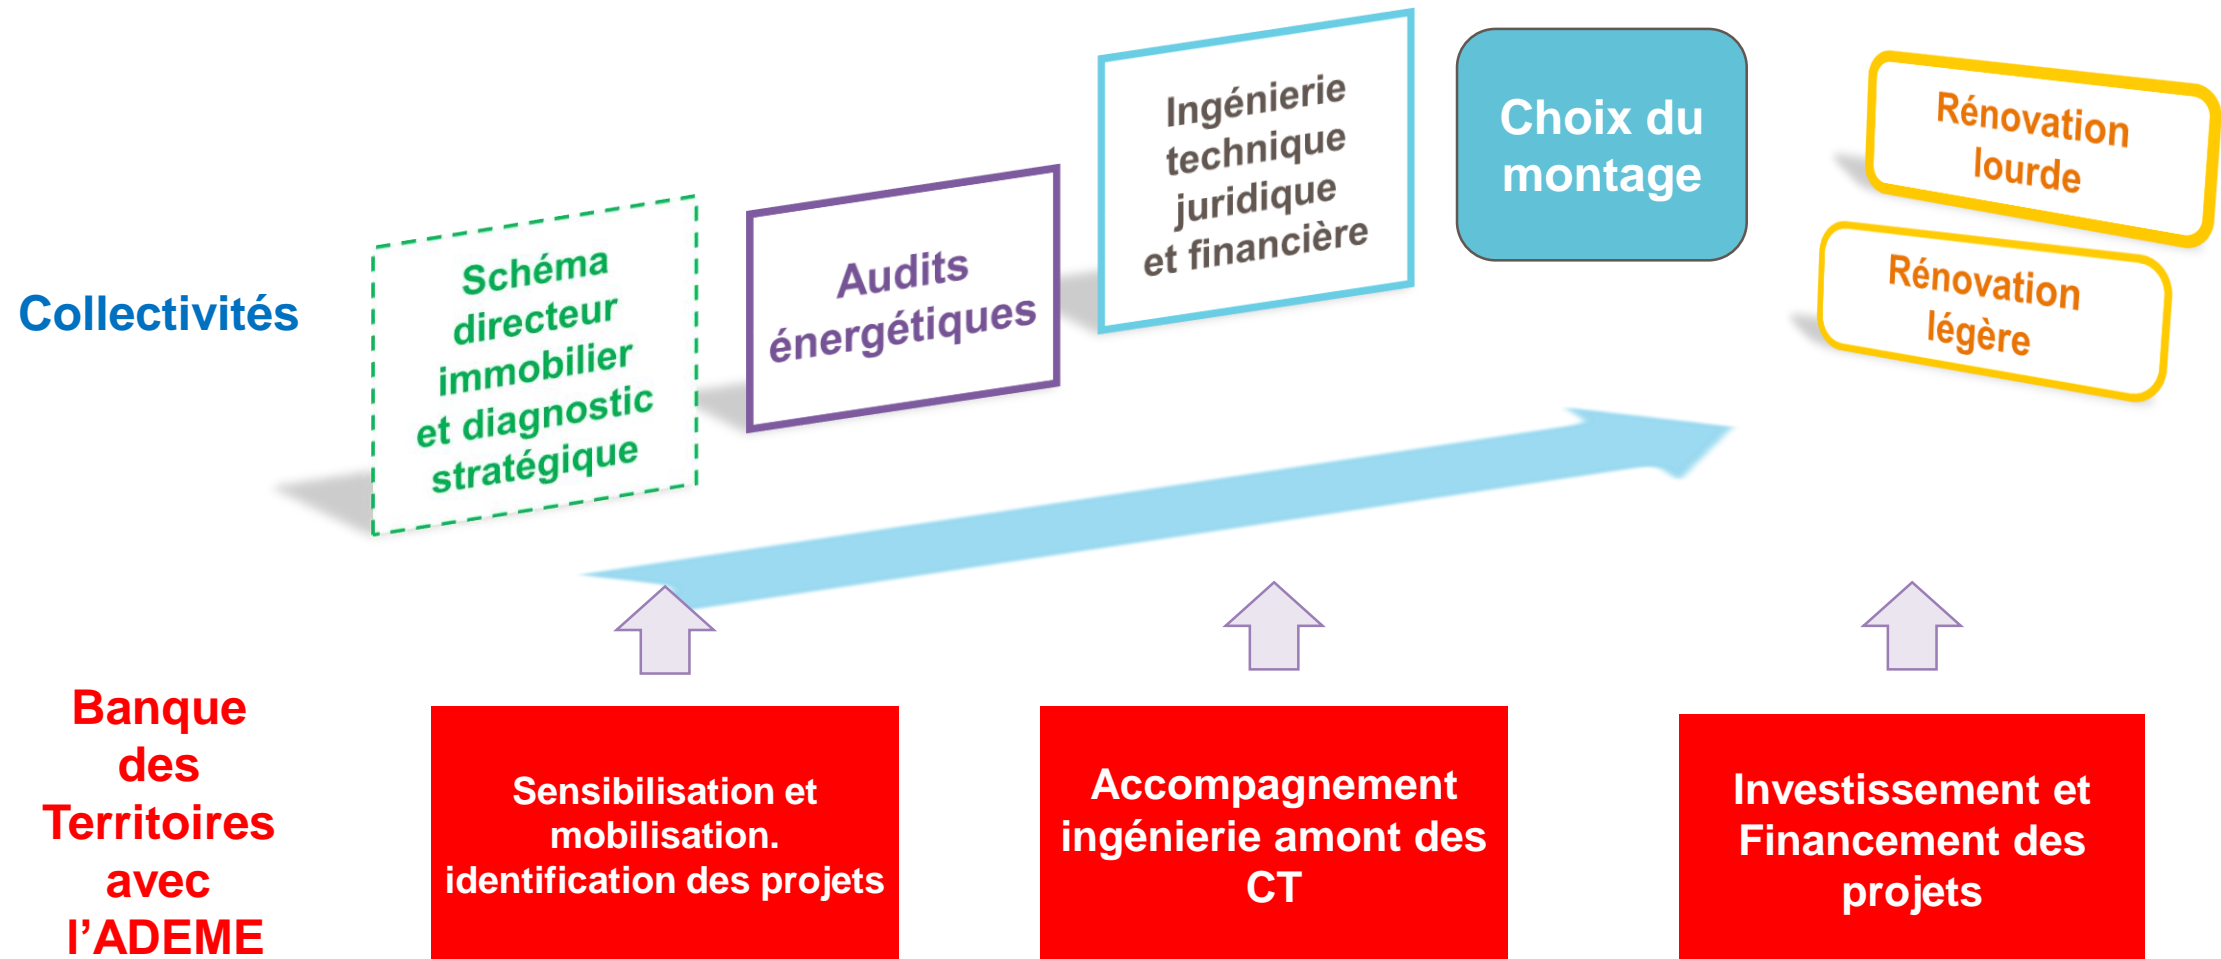 Collectivités
Schéma
directeur
immobilier
et diagnostic
stratégique
Audits
énergétiques
Ingénierie
technique
juridique
et financière
Choix du
montage
Rénovation
lourde
Rénovation
légère
Banque
des
Territoires
avec
l’ADEME
Sensibilisation et
mobilisation.
identification des projets
Accompagnement
ingénierie amont des
CT
Investissement et
Financement des
projets